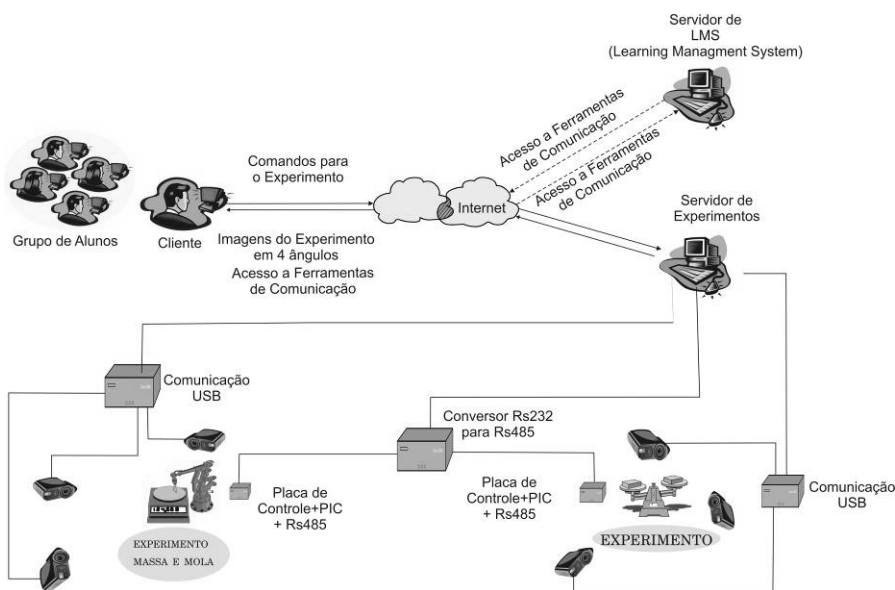 Servidor de
LMS
(Learning Managment System)
Acesso a Ferramentas
de Comunicação
Acesso a Ferramentas
de Comunicação
Comandos para
o Experimento
Internet
Servidor de
Experimentos
Grupo de Alunos
Cliente
Imagens do Experimento
em 4 ângulos
Acesso a Ferramentas
de Comunicação
Comunicação
USB
Conversor Rs232
para Rs485
Placa de
Controle+PIC
+ Rs485
Placa de
Controle+PIC
+ Rs485
Comunicação
USB
EXPERIMENTO
MASSA E MOLA
EXPERIMENTO